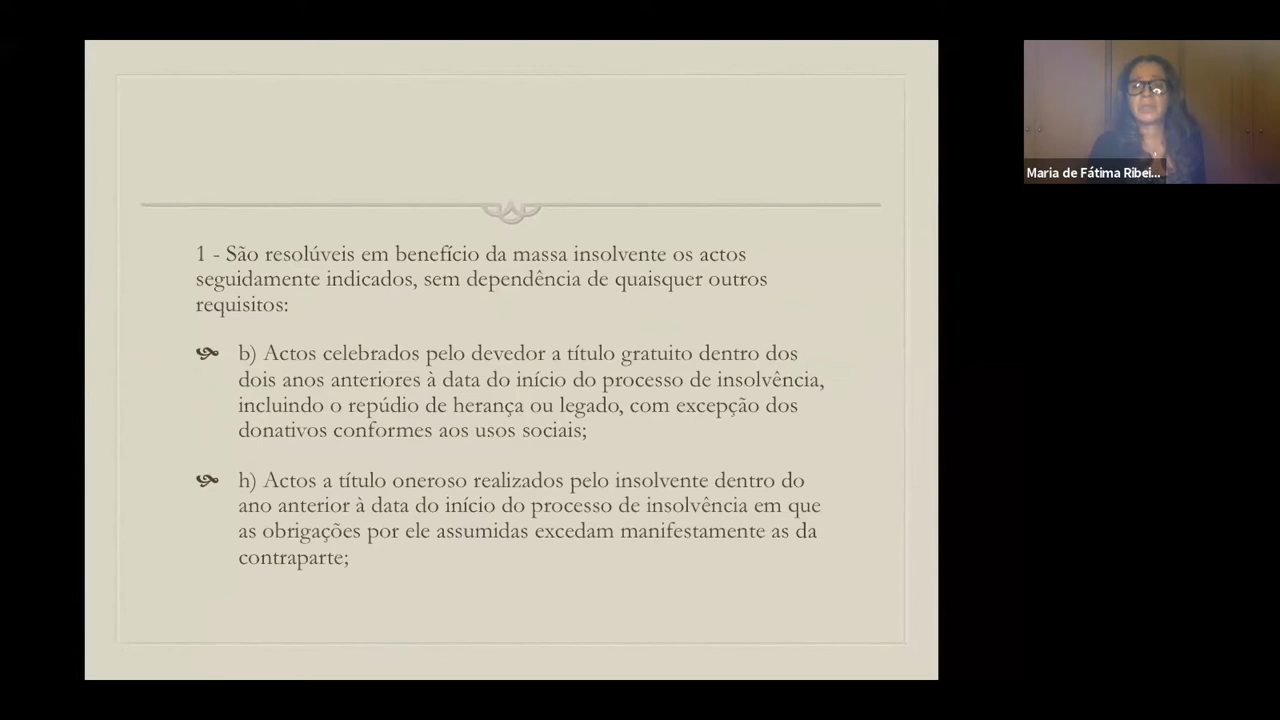 1 - São resolúveis em benefício da massa insolvente os actos
seguidamente indicados, sem dependência de quaisquer outros
requisitos:
b) Actos celebrados pelo devedor a título gratuito dentro dos
dois anos anteriores à data do início do processo de insolvência,
incluindo o repúdio de herança ou legado, com excepção dos
donativos conformes aos usos sociais;
h) Actos a título oneroso realizados pelo insolvente dentro do
ano anterior à data do início do processo de insolvência em que
as obrigações por ele assumidas excedam manifestamente as da
contraparte;
Maria de Fátima Ribei...